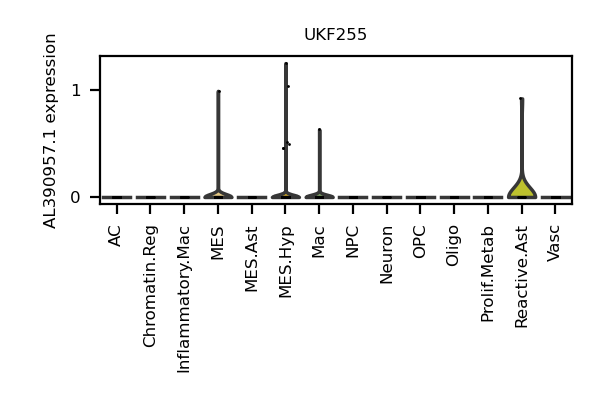 UKF255
AL390957.1 expression
1
0
AC
Chromatin.Reg
Inflammatory.Mac
MES
MES.Ast
MES.Hyp
Mac
NPC
Neuron
OPC
Oligo
Prolif.Metab
Reactive.Ast
Vasc